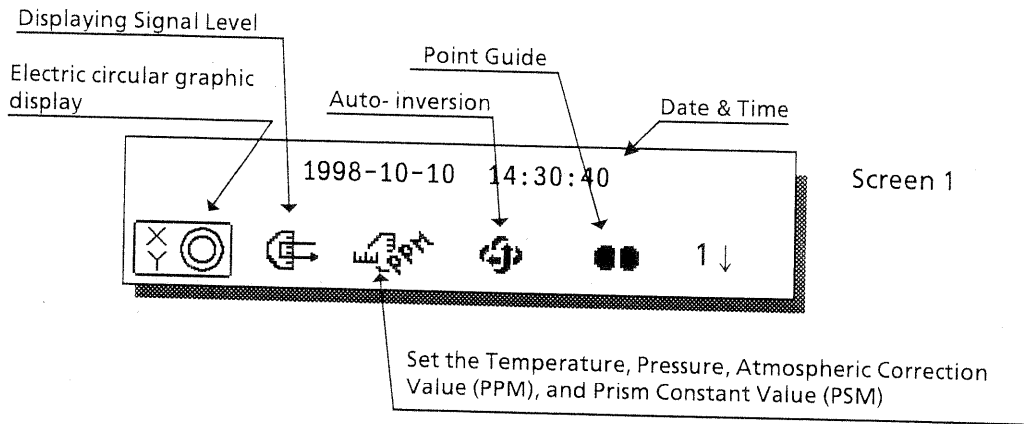 Displaying Signal Level
Point Guide
Electric circular graphic
display
Auto- inversion
Date & Time
1998-10-10 14:30:40
Screen 1
X
Y
PPM
1↓
Set the Temperature, Pressure, Atmospheric Correction
Value (PPM), and Prism Constant Value (PSM)